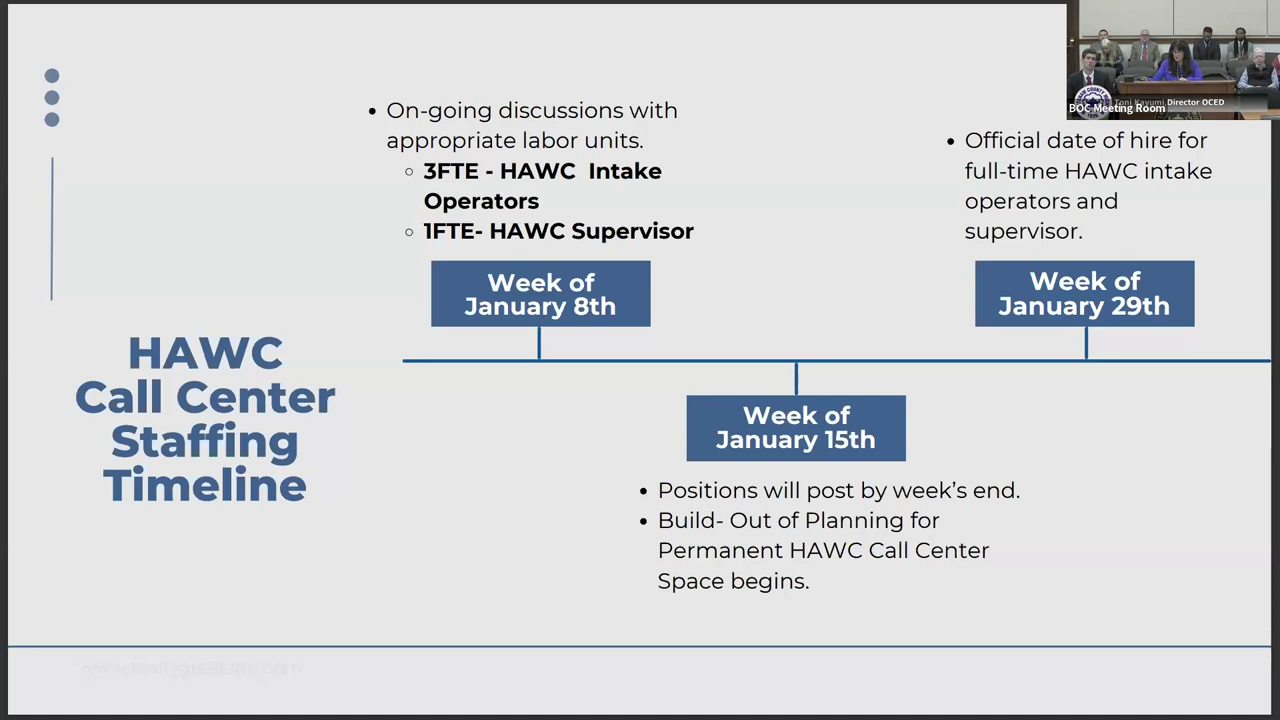 HAWC
Call Center
Staffing
Timeline
• On-going discussions with
appropriate labor units.
○ 3FTE - HAWC Intake
Operators
○ 1FTE- HAWC Supervisor
Week of
January 8th
Week of
January 15th
• Positions will post by week's end.
• Build- Out of Planning for
Permanent HAWC Call Center
Space begins.
• Official date of hire for
full-time HAWC intake
operators and
supervisor.
Week of
January 29th
Toni Kayumi, Director OCED
BOC Meeting Room